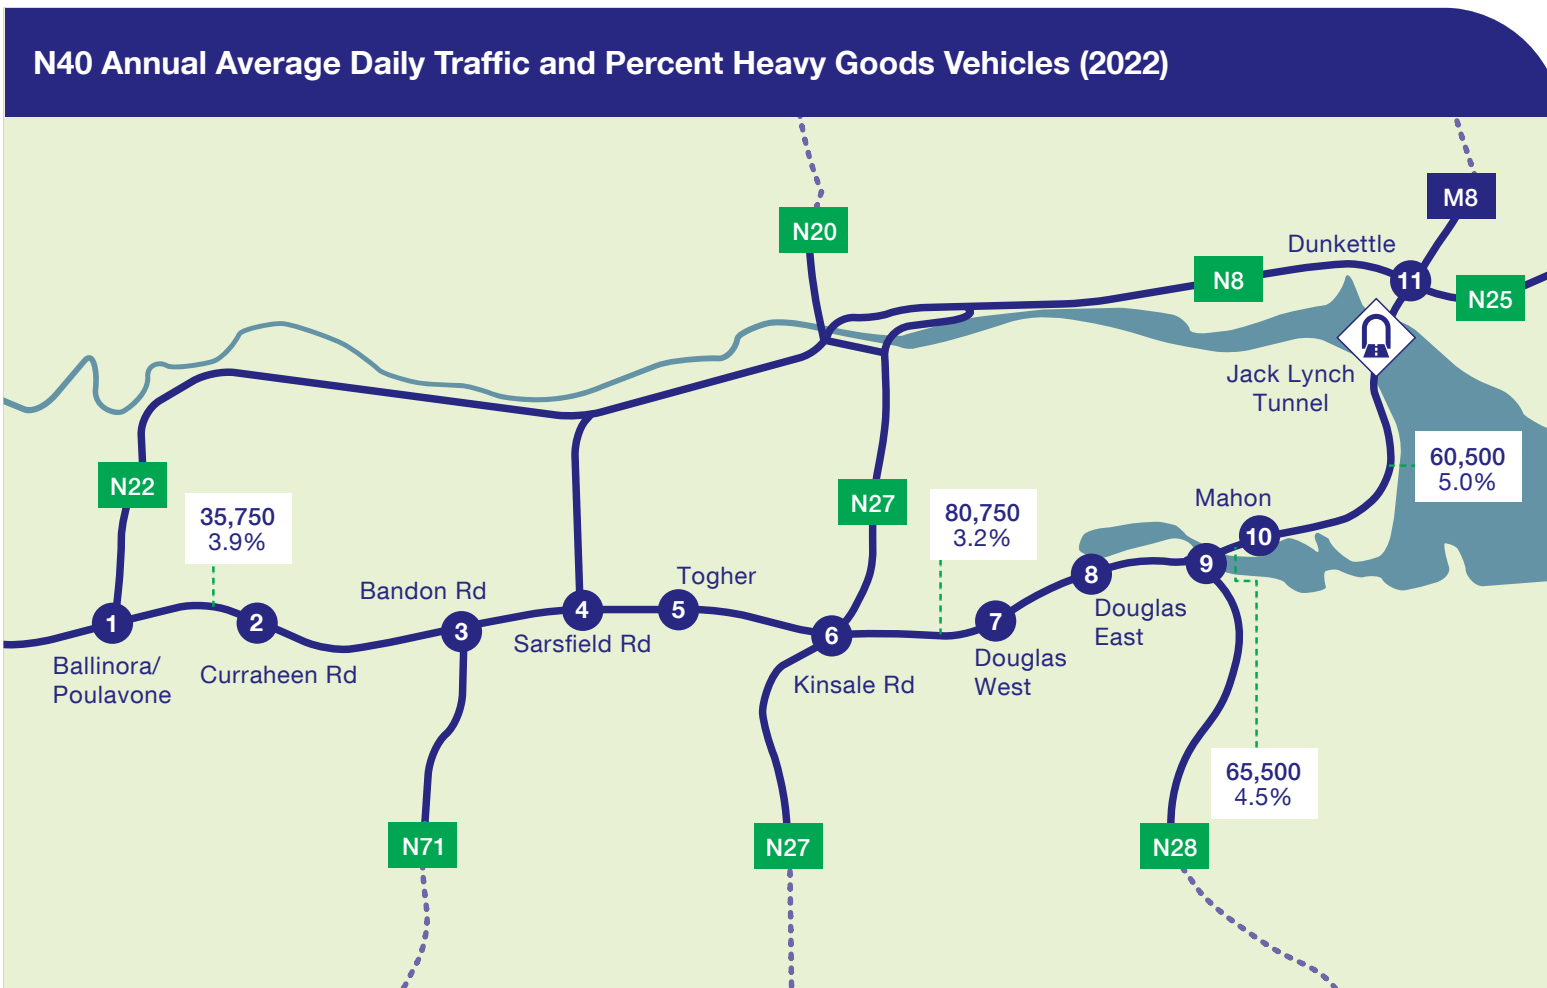 N40 Annual Average Daily Traffic and Percent Heavy Goods Vehicles (2022)
M8
N20
Dunkettle
N8
11
N25
Jack Lynch
Tunnel
60,500
5.0%
N22
35,750
3.9%
N27
80,750
3.2%
Mahon
10
9
8
Douglas
East
Togher
Bandon Rd
1
2
3
4
5
6
7
Ballinora/
Poulavone
Curraheen Rd
Sarsfield Rd
Kinsale Rd
Douglas
West
65,500
4.5%
N71
N27
N28